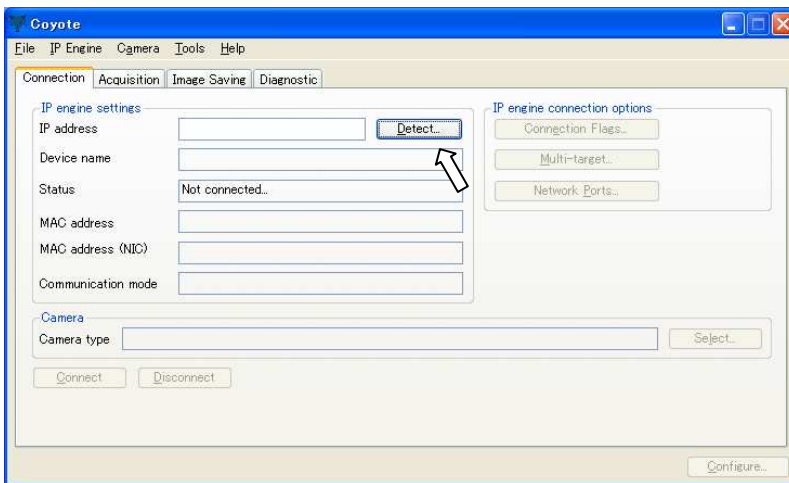 Coyote
File IP Engine Camera Tools Help
Connection Acquisition Image Saving Diagnostic
IP engine settings
IP address Detect...
Device name
Status Not connected...
MAC address
MAC address (NIC)
Communication mode
IP engine connection options
Connection Flags...
Multi-target...
Network Ports...
Camera
Camera type Select...
Connect Disconnect
Configure...